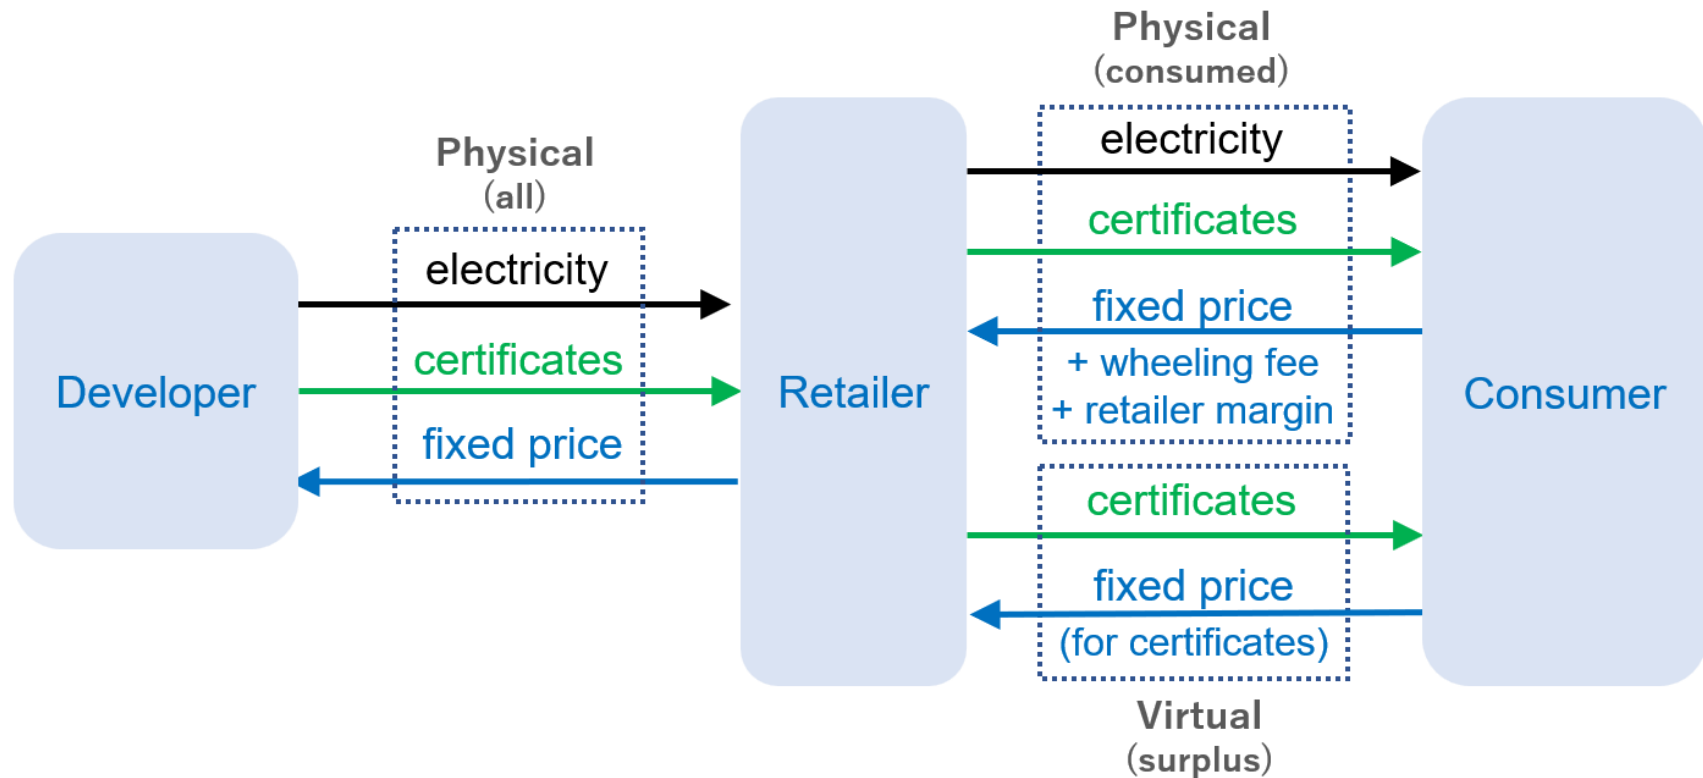 Physical
(all)
electricity
certificates
fixed price
Developer
Retailer
Physical
(consumed)
electricity
certificates
fixed price
+ wheeling fee
+ retailer margin
certificates
fixed price
(for certificates)
Virtual
(surplus)
Consumer